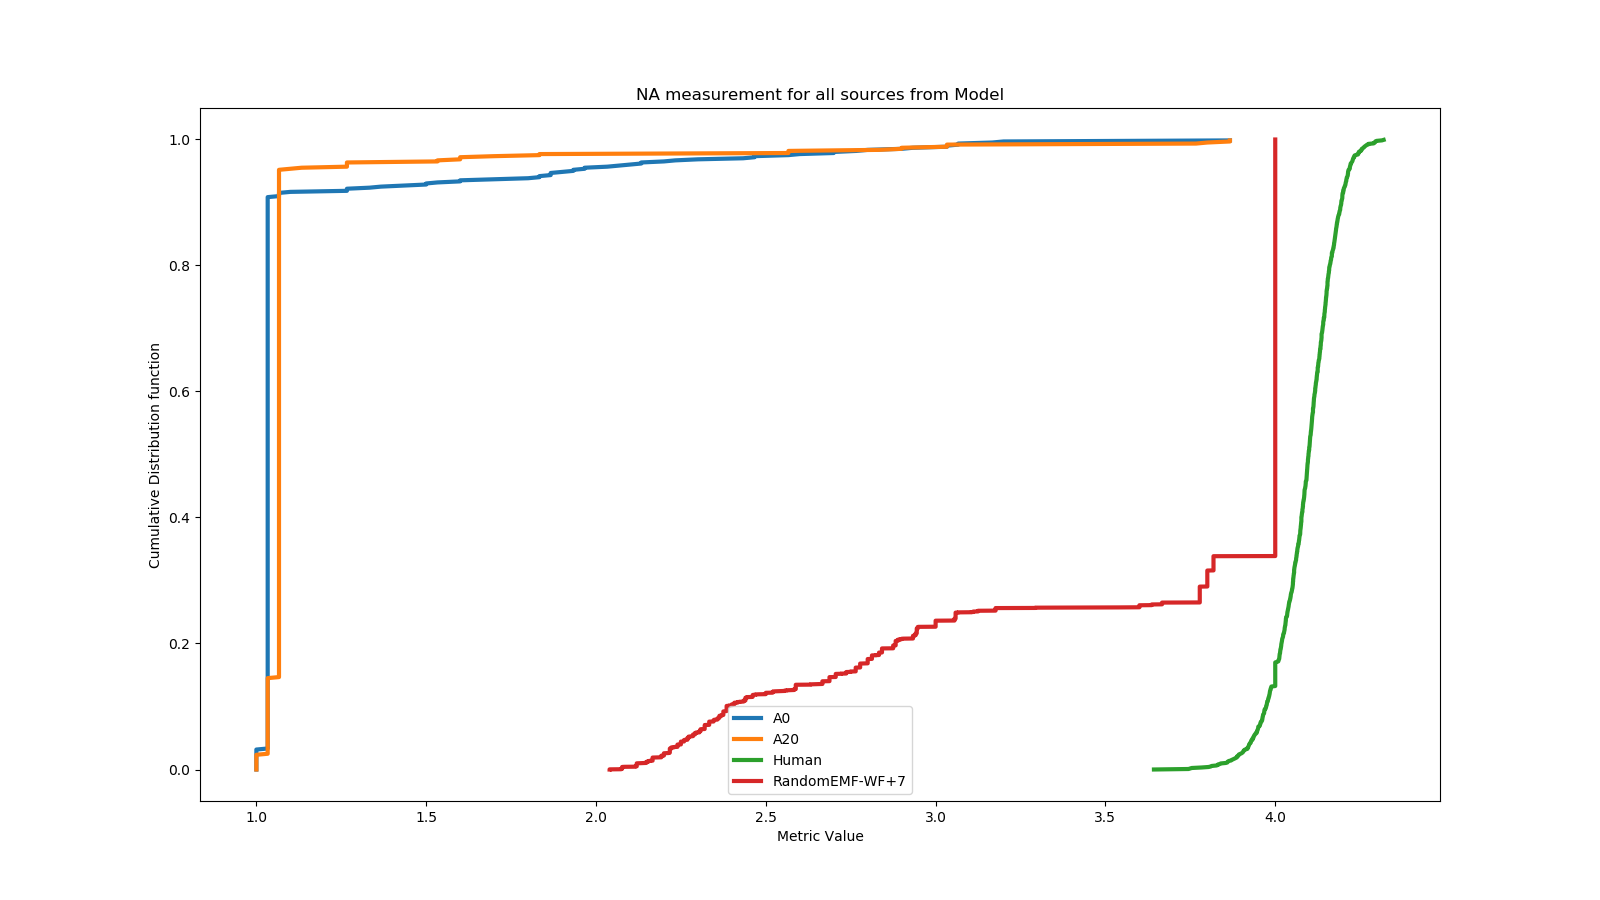 NA measurement for all sources from Model
Cumulative Distribution function
1.0
0.8
0.6
0.4
0.2
0.0
A0
A20
Human
RandomEMF-WF+7
1.0 1.5 2.0 2.5 3.0 3.5 4.0
Metric Value